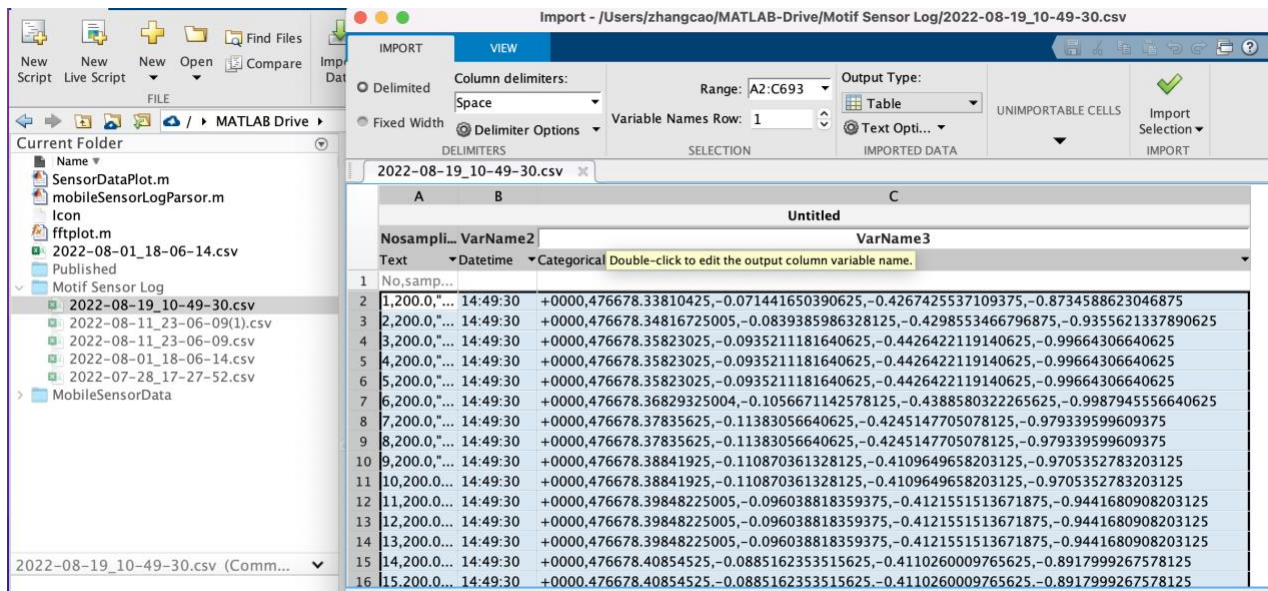 Import - /Users/zhangcao/MATLAB-Drive/Motif Sensor Log/2022-08-19_10-49-30.csv
New Script
New Live Script
New
Open
Find Files
Compare
FILE
/ ▸ MATLAB Drive ▸
Current Folder
Name
SensorDataPlot.m
mobileSensorLogParsor.m
Icon
fftplot.m
2022-08-01_18-06-14.csv
Published
Motif Sensor Log
2022-08-19_10-49-30.csv
2022-08-11_23-06-09(1).csv
2022-08-11_23-06-09.csv
2022-08-01_18-06-14.csv
2022-07-28_17-27-52.csv
MobileSensorData
2022-08-19_10-49-30.csv (Comm...
IMPORT VIEW
Delimited
Fixed Width
Column delimiters:
Space
Delimiter Options
DELIMITERS
Range: A2:C693
Variable Names Row: 1
SELECTION
Output Type:
Table
Text Opti...
IMPORTED DATA
UNIMPORTABLE CELLS
Import Selection
IMPORT
2022-08-19_10-49-30.csv
A B C
Untitled
Nosampli... VarName2 VarName3
Text Datetime Categorical Double-click to edit the output column variable name.
1 No,samp...
2 1,200.0,"... 14:49:30 +0000,476678.33810425,-0.071441650390625,-0.4267425537109375,-0.8734588623046875
3 2,200.0,"... 14:49:30 +0000,476678.34816725005,-0.0839385986328125,-0.4298553466796875,-0.9355621337890625
4 3,200.0,"... 14:49:30 +0000,476678.35823025,-0.0935211181640625,-0.4426422119140625,-0.99664306640625
5 4,200.0,"... 14:49:30 +0000,476678.35823025,-0.0935211181640625,-0.4426422119140625,-0.99664306640625
6 5,200.0,"... 14:49:30 +0000,476678.35823025,-0.0935211181640625,-0.4426422119140625,-0.99664306640625
7 6,200.0,"... 14:49:30 +0000,476678.36829325004,-0.1056671142578125,-0.4388580322265625,-0.9987945556640625
8 7,200.0,"... 14:49:30 +0000,476678.37835625,-0.11383056640625,-0.4245147705078125,-0.979339599609375
9 8,200.0,"... 14:49:30 +0000,476678.37835625,-0.11383056640625,-0.4245147705078125,-0.979339599609375
10 9,200.0,"... 14:49:30 +0000,476678.38841925,-0.110870361328125,-0.4109649658203125,-0.9705352783203125
11 10,200.0... 14:49:30 +0000,476678.38841925,-0.110870361328125,-0.4109649658203125,-0.9705352783203125
12 11,200.0... 14:49:30 +0000,476678.39848225005,-0.096038818359375,-0.4121551513671875,-0.9441680908203125
13 12,200.0... 14:49:30 +0000,476678.39848225005,-0.096038818359375,-0.4121551513671875,-0.9441680908203125
14 13,200.0... 14:49:30 +0000,476678.39848225005,-0.096038818359375,-0.4121551513671875,-0.9441680908203125
15 14,200.0... 14:49:30 +0000,476678.40854525,-0.0885162353515625,-0.4110260009765625,-0.8917999267578125
16 15,200.0... 14:49:30 +0000,476678.40854525,-0.0885162353515625,-0.4110260009765625,-0.8917999267578125